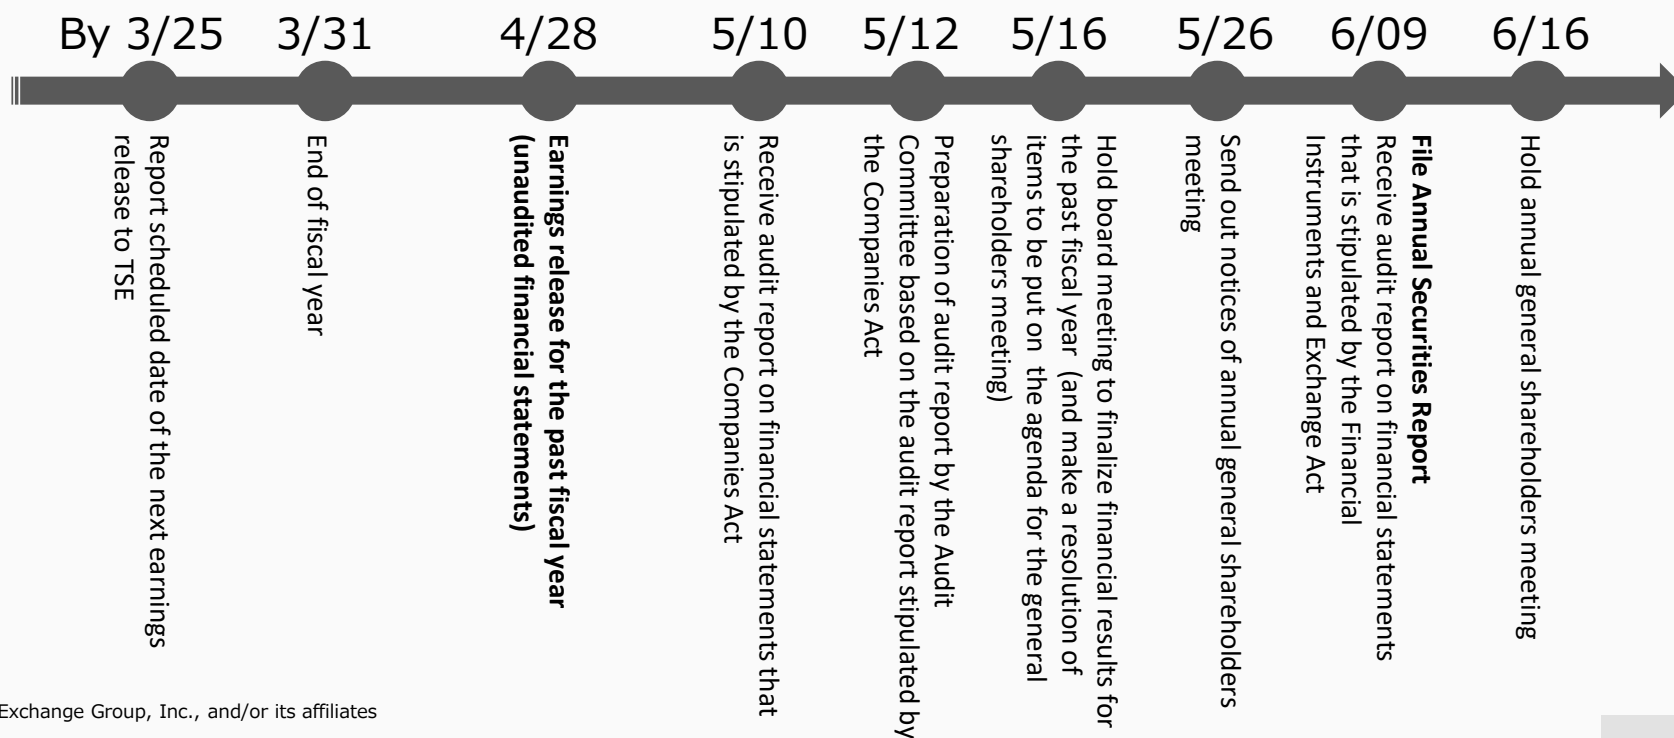 By 3/25
3/31
4/28
5/10
5/12
5/16
5/26
6/09
6/16
Report scheduled date of the next earnings
release to TSE
End of fiscal year
Earnings release for the past fiscal year
(unaudited financial statements)
Receive audit report on financial statements that
is stipulated by the Companies Act
Preparation of audit report by the Audit
Committee based on the audit report stipulated by
the Companies Act
Hold board meeting to finalize financial results for
the past fiscal year (and make a resolution of
items to be put on the agenda for the general
shareholders meeting)
Send out notices of annual general shareholders
meeting
File Annual Securities Report
Receive audit report on financial statements
that is stipulated by the Financial
Instruments and Exchange Act
Hold annual general shareholders meeting
Exchange Group, Inc., and/or its affiliates